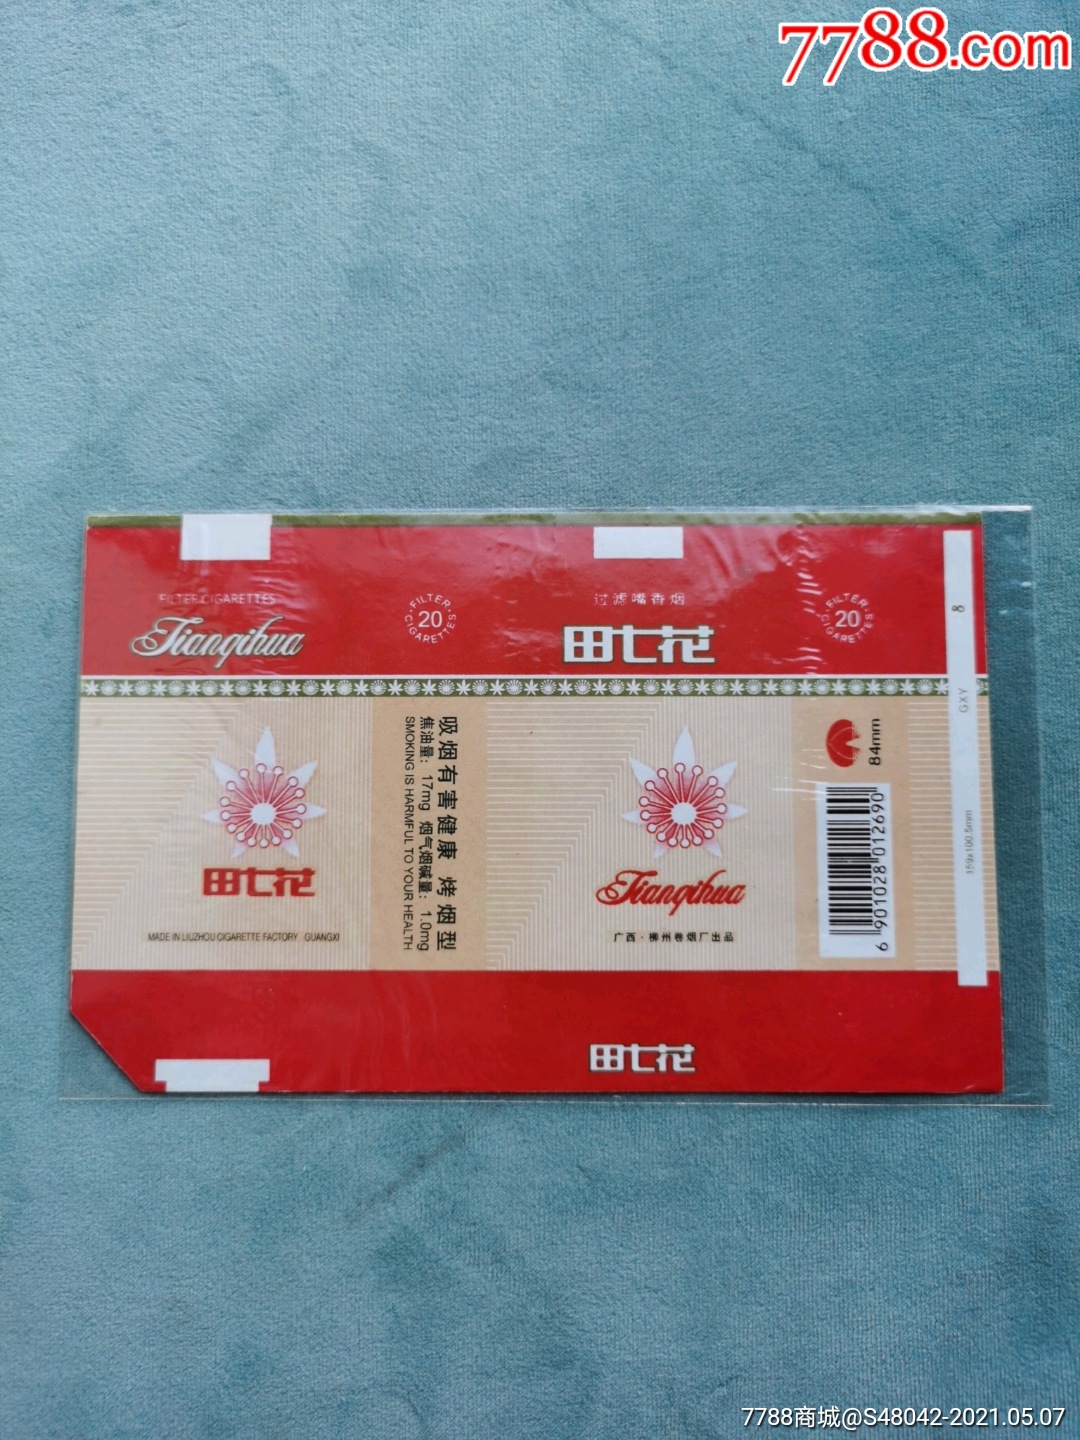 7788.com
FILTER CIGARETTES
Tianqihua
·FILTER·
20
CIGARETTES
过滤嘴香烟
田七花
·FILTER·
20
CIGARETTES
田七花
MADE IN LIUZHOU CIGARETTE FACTORY · GUANGXI
吸烟有害健康 烤烟型
焦油量：17mg 烟气烟碱量：1.0mg
SMOKING IS HARMFUL TO YOUR HEALTH
Tianqihua
广西·柳州卷烟厂出品
84mm
6 901028 012690
8
GXY
159x100.5mm
田七花
7788商城@S48042-2021.05.07